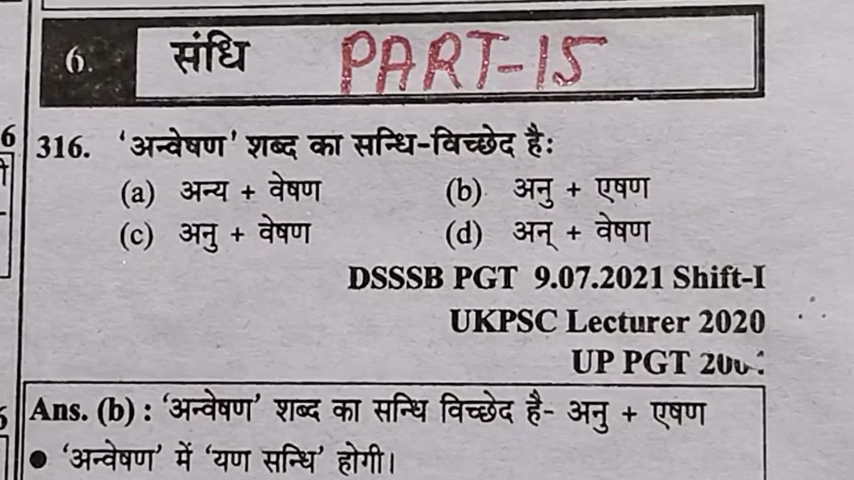 6. संधि PART-15
316. 'अन्वेषण' शब्द का सन्धि-विच्छेद हैः
(a) अन्य + वेषण (b) अनु + एषण
(c) अनु + वेषण (d) अन् + वेषण
DSSSB PGT 9.07.2021 Shift-I
UKPSC Lecturer 2020
UP PGT
Ans. (b) : 'अन्वेषण' शब्द का सन्धि विच्छेद है- अनु + एषण
● 'अन्वेषण' में 'यण सन्धि' होगी।